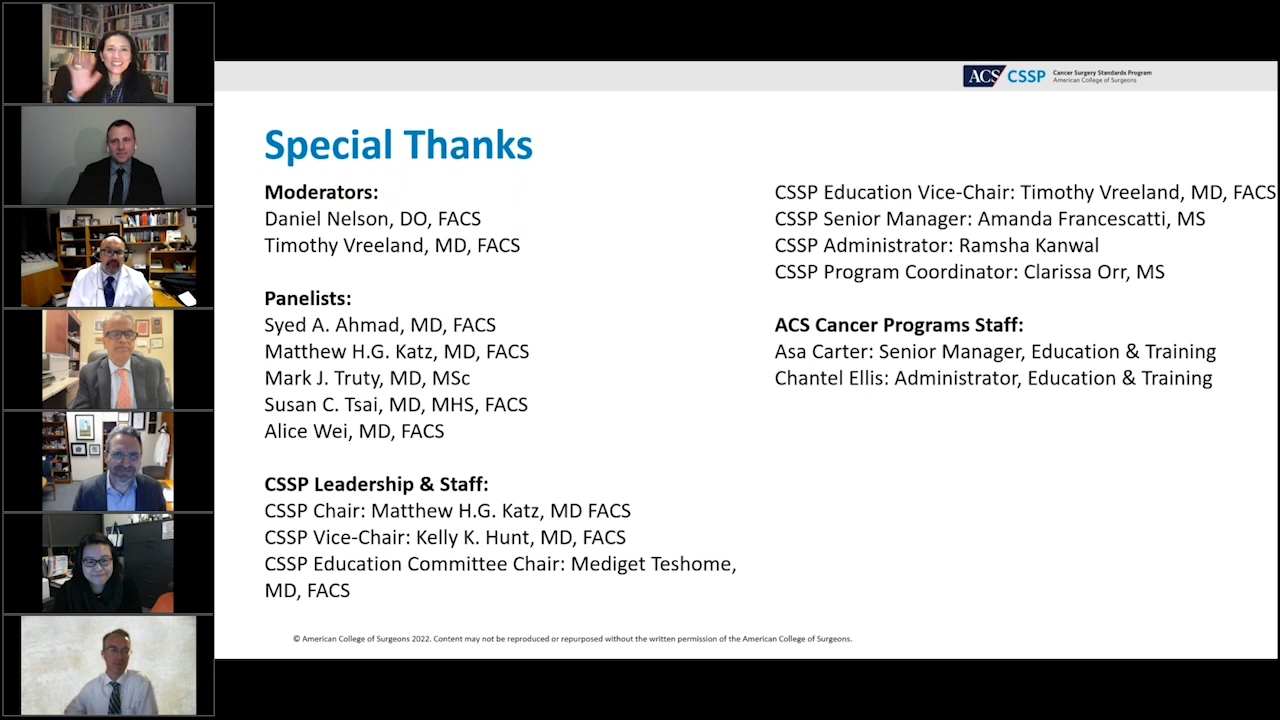 ACS CSSP Cancer Surgery Standards Program
American College of Surgeons
Special Thanks
Moderators:
Daniel Nelson, DO, FACS
Timothy Vreeland, MD, FACS
Panelists:
Syed A. Ahmad, MD, FACS
Matthew H.G. Katz, MD, FACS
Mark J. Truty, MD, MSc
Susan C. Tsai, MD, MHS, FACS
Alice Wei, MD, FACS
CSSP Leadership & Staff:
CSSP Chair: Matthew H.G. Katz, MD FACS
CSSP Vice-Chair: Kelly K. Hunt, MD, FACS
CSSP Education Committee Chair: Mediget Teshome,
MD, FACS
CSSP Education Vice-Chair: Timothy Vreeland, MD, FACS
CSSP Senior Manager: Amanda Francescatti, MS
CSSP Administrator: Ramsha Kanwal
CSSP Program Coordinator: Clarissa Orr, MS
ACS Cancer Programs Staff:
Asa Carter: Senior Manager, Education & Training
Chantel Ellis: Administrator, Education & Training
© American College of Surgeons 2022. Content may not be reproduced or repurposed without the written permission of the American College of Surgeons.